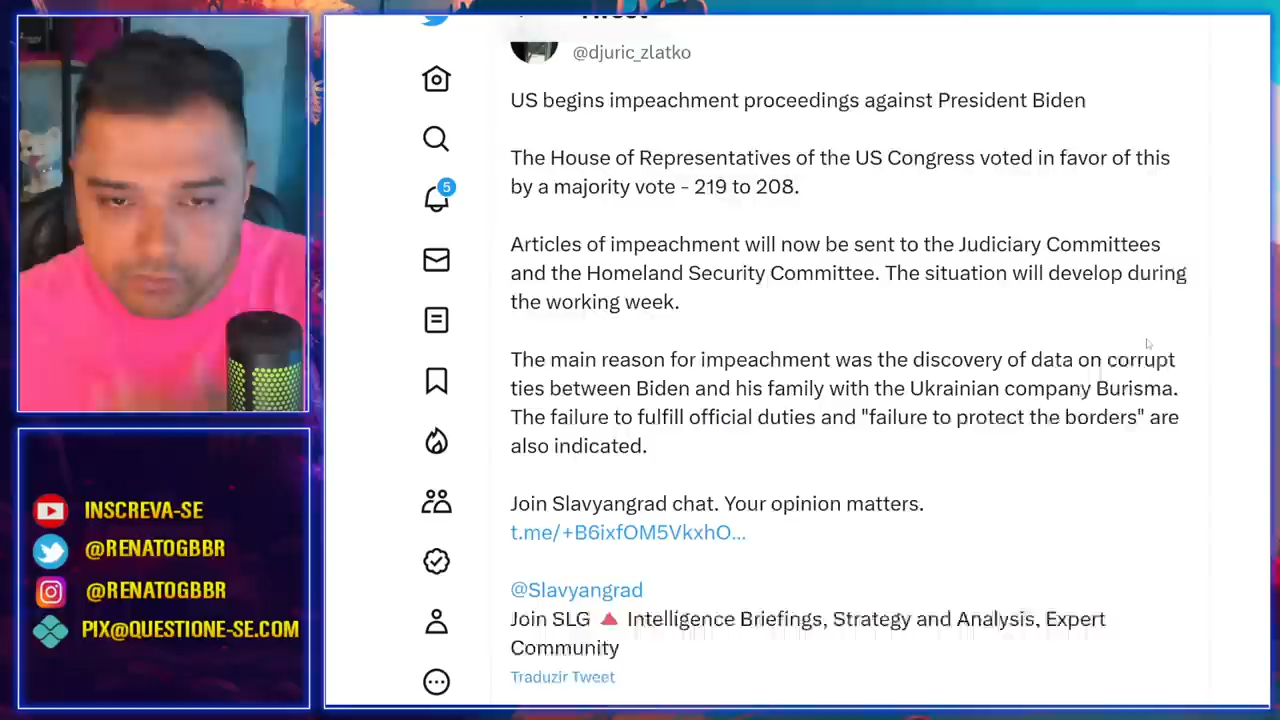 Tweet
@djuric_zlatko
US begins impeachment proceedings against President Biden
The House of Representatives of the US Congress voted in favor of this
by a majority vote - 219 to 208.
Articles of impeachment will now be sent to the Judiciary Committees
and the Homeland Security Committee. The situation will develop during
the working week.
The main reason for impeachment was the discovery of data on corrupt
ties between Biden and his family with the Ukrainian company Burisma.
The failure to fulfill official duties and "failure to protect the borders" are
also indicated.
Join Slavyangrad chat. Your opinion matters.
t.me/+B6ixfOM5VkxhO...
@Slavyangrad
Join SLG 🔺 Intelligence Briefings, Strategy and Analysis, Expert
Community
Traduzir Tweet
5
INSCREVA-SE
@RENATOGBBR
@RENATOGBBR
PIX@QUESTIONE-SE.COM